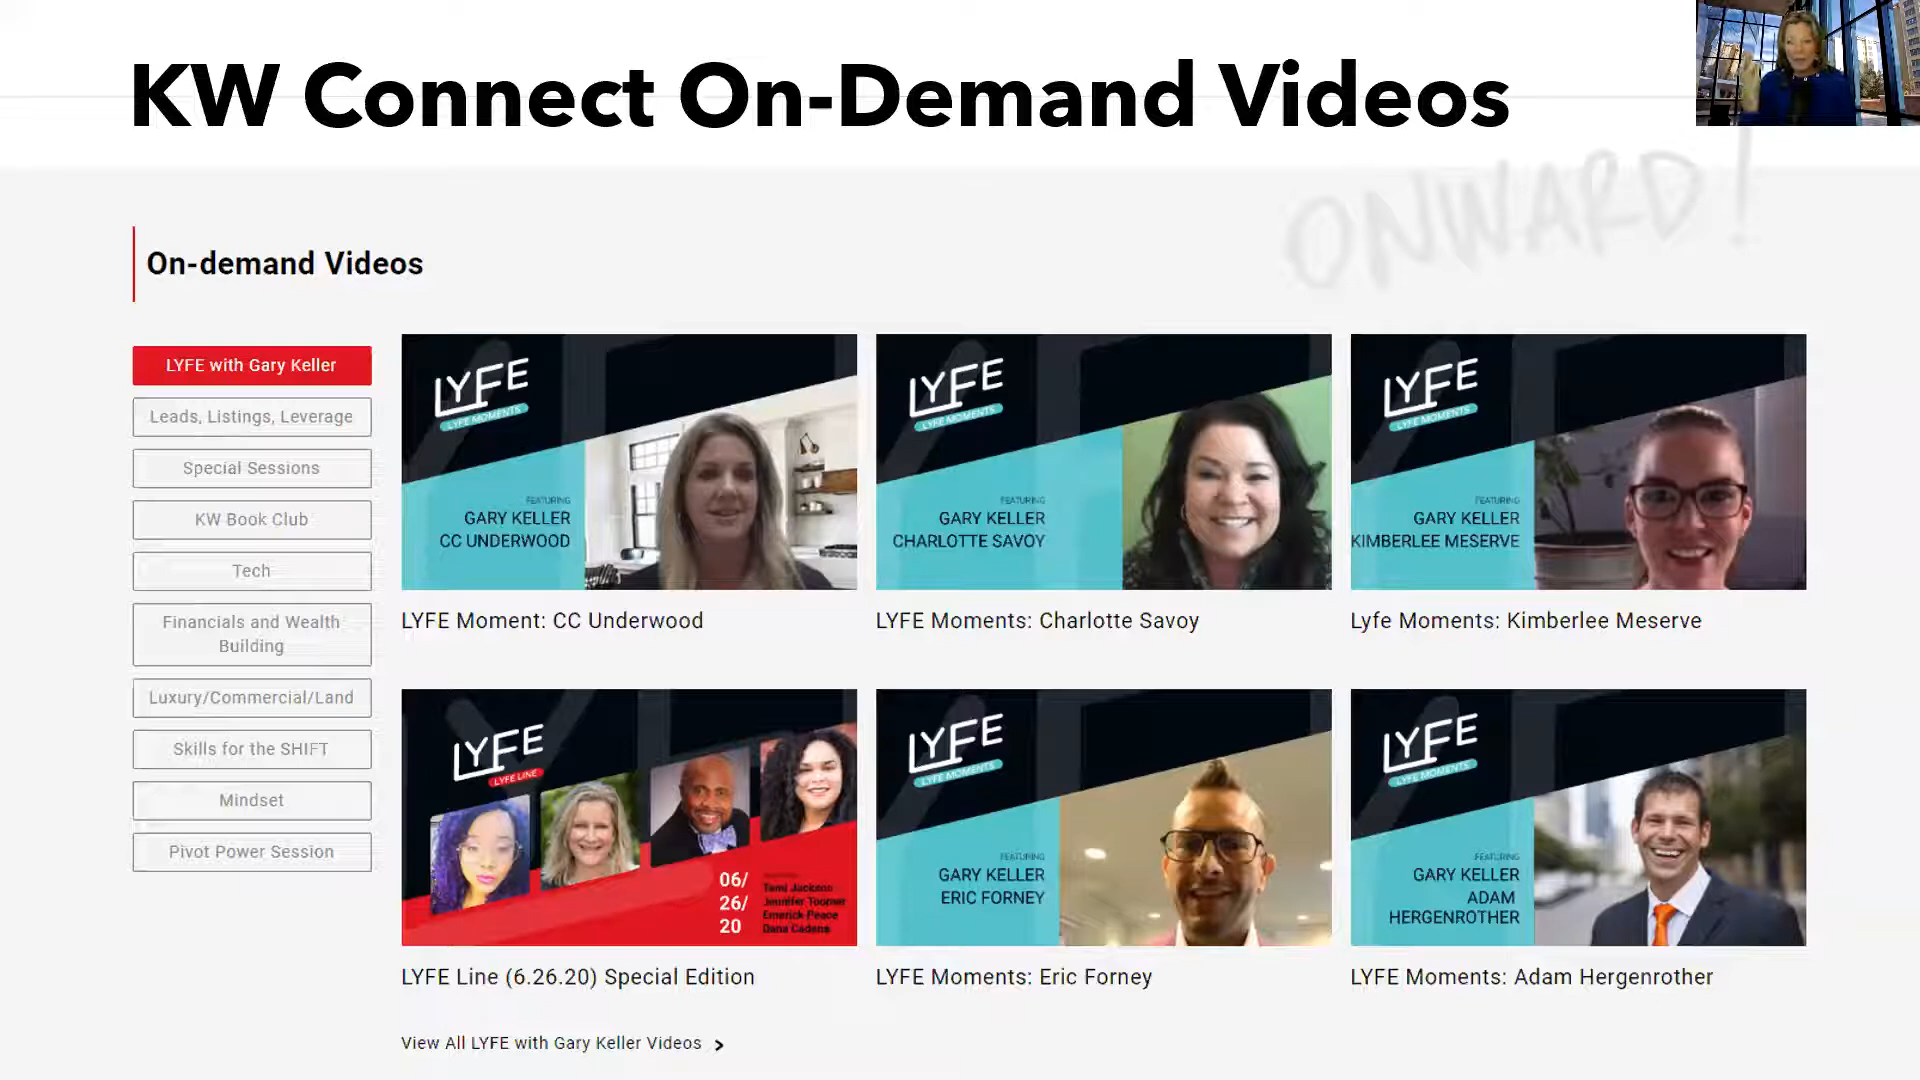 KW Connect On-Demand Videos
ONWARD!
On-demand Videos
LYFE with Gary Keller
Leads, Listings, Leverage
Special Sessions
KW Book Club
Tech
Financials and Wealth
Building
Luxury/Commercial/Land
Skills for the SHIFT
Mindset
Pivot Power Session
LYFE
LYFE MOMENTS
FEATURING
GARY KELLER
CC UNDERWOOD
LYFE Moment: CC Underwood
LYFE
LYFE MOMENTS
FEATURING
GARY KELLER
CHARLOTTE SAVOY
LYFE Moments: Charlotte Savoy
LYFE
LYFE MOMENTS
FEATURING
GARY KELLER
KIMBERLEE MESERVE
Lyfe Moments: Kimberlee Meserve
LYFE
LYFE LINE
06/
26/
20
Tami Jackson
Jennifer Toomer
Emerick Peace
Dana Cadena
LYFE Line (6.26.20) Special Edition
LYFE
LYFE MOMENTS
FEATURING
GARY KELLER
ERIC FORNEY
LYFE Moments: Eric Forney
LYFE
LYFE MOMENTS
FEATURING
GARY KELLER
ADAM
HERGENROTHER
LYFE Moments: Adam Hergenrother
View All LYFE with Gary Keller Videos >